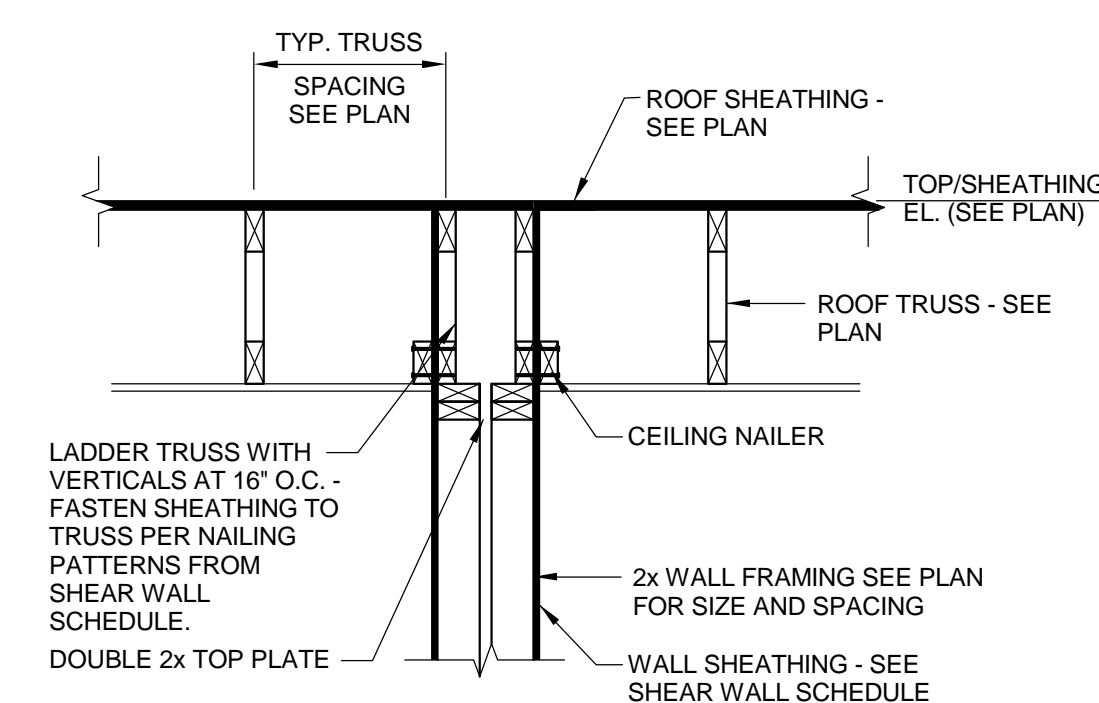 TYP. TRUSS
SPACING
SEE PLAN
ROOF SHEATHING -
SEE PLAN
TOP/SHEATHING
EL. (SEE PLAN)
ROOF TRUSS - SEE
PLAN
CEILING NAILER
LADDER TRUSS WITH
VERTICALS AT 16" O.C. -
FASTEN SHEATHING TO
TRUSS PER NAILING
PATTERNS FROM
SHEAR WALL
SCHEDULE.
DOUBLE 2x TOP PLATE
2x WALL FRAMING SEE PLAN
FOR SIZE AND SPACING
WALL SHEATHING - SEE
SHEAR WALL SCHEDULE